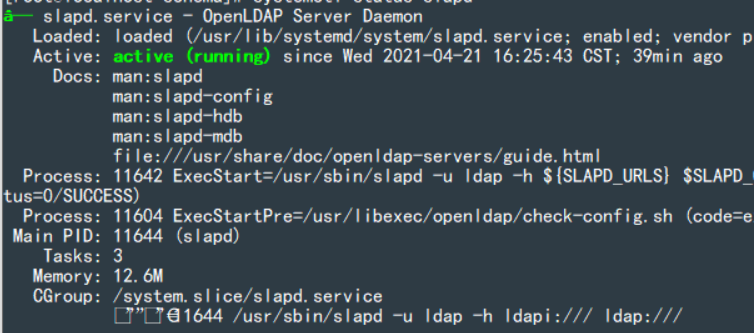 slapd.service - OpenLDAP Server Daemon
Loaded: loaded (/usr/lib/systemd/system/slapd.service; enabled; vendor p
Active: active (running) since Wed 2021-04-21 16:25:43 CST; 39min ago
Docs: man:slapd
man:slapd-config
man:slapd-hdb
man:slapd-mdb
file:///usr/share/doc/openldap-servers/guide.html
Process: 11642 ExecStart=/usr/sbin/slapd -u ldap -h ${SLAPD_URLS} $SLAPD_
tus=0/SUCCESS)
Process: 11604 ExecStartPre=/usr/libexec/openldap/check-config.sh (code=e
Main PID: 11644 (slapd)
Tasks: 3
Memory: 12.6M
CGroup: /system.slice/slapd.service
11644 /usr/sbin/slapd -u ldap -h ldapi:/// ldap:///